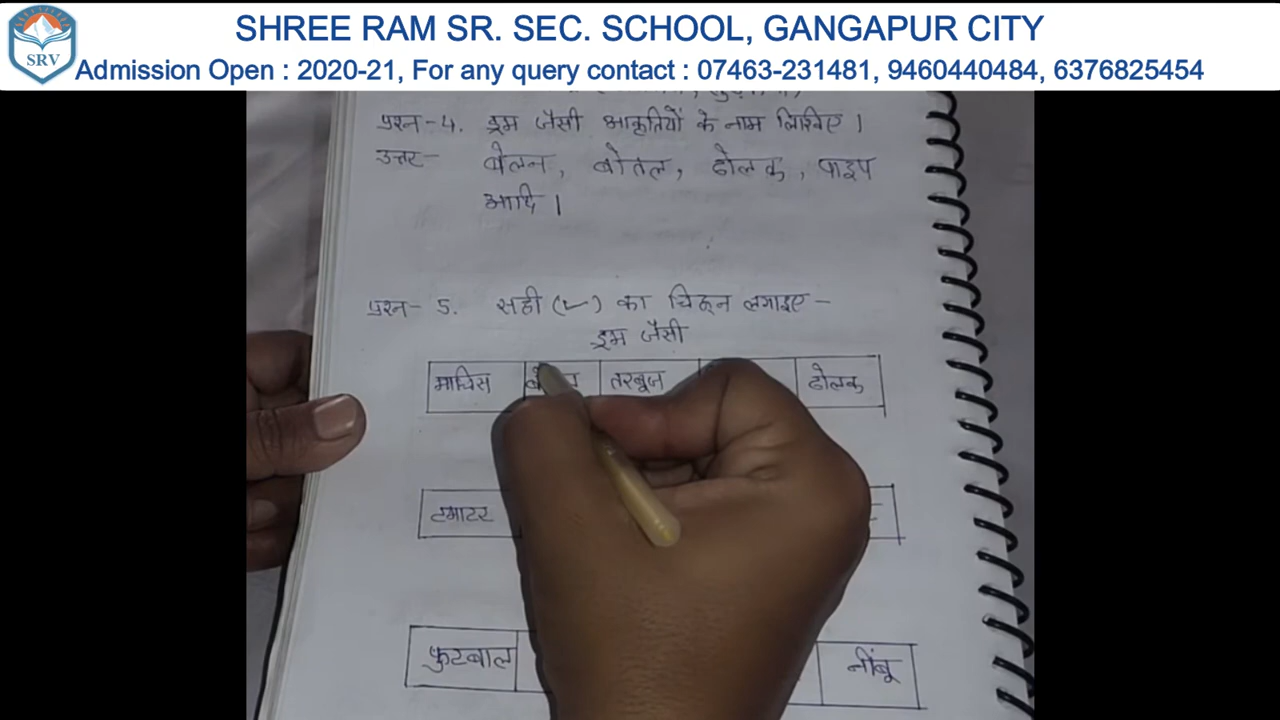 SHREE RAM SR. SEC. SCHOOL, GANGAPUR CITY
SRV
Admission Open : 2020-21, For any query contact : 07463-231481, 9460440484, 6376825454
प्रश्न-4. ड्रम जैसी आकृतियों के नाम लिखिए।
उत्तर- बेलन, बोतल, ढोलक, पाइप
आदि।
प्रश्न- 5. सही (✓) का चिह्न लगाइए-
ड्रम जैसी
माचिस तरबूज ढोलक
टमाटर
फुटबाल नींबू